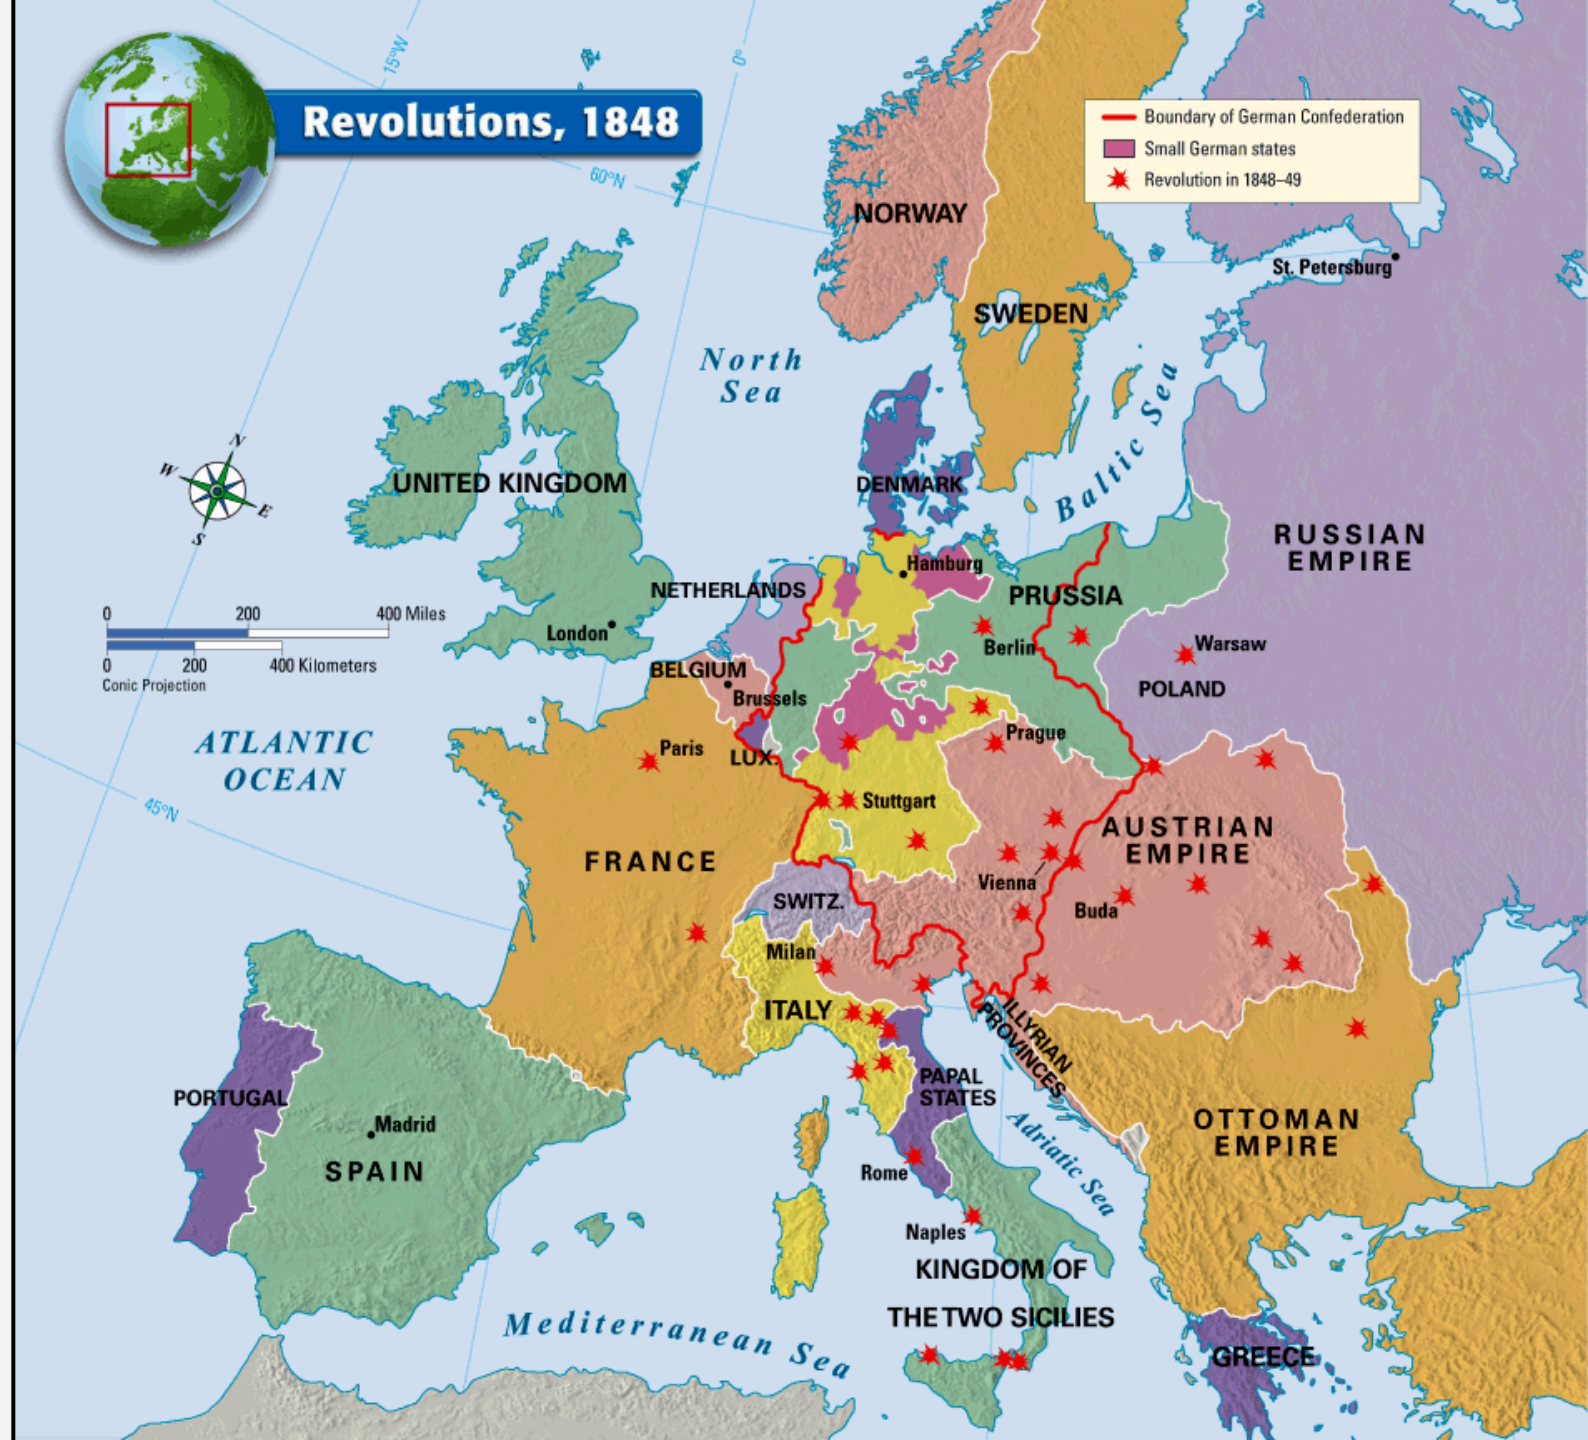 Revolutions, 1848
15°W
0°
60°N
Boundary of German Confederation
Small German states
Revolution in 1848–49
NORWAY
St. Petersburg
SWEDEN
North
Sea
Baltic Sea
N
W
E
S
UNITED KINGDOM
DENMARK
RUSSIAN
EMPIRE
Hamburg
NETHERLANDS
PRUSSIA
0 200 400 Miles
0 200 400 Kilometers
Conic Projection
London
Berlin
Warsaw
BELGIUM
Brussels
POLAND
ATLANTIC
OCEAN
Paris
LUX.
Prague
45°N
Stuttgart
AUSTRIAN
EMPIRE
FRANCE
Vienna
SWITZ.
Buda
Milan
ITALY
ILLYRIAN
PROVINCES
PAPAL
STATES
PORTUGAL
Madrid
SPAIN
Adriatic Sea
OTTOMAN
EMPIRE
Rome
Naples
KINGDOM OF
THE TWO SICILIES
Mediterranean Sea
GREECE